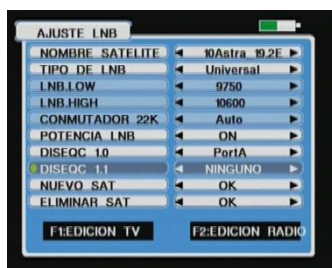 AJUSTE LNB
NOMBRE SATELITE 10Astra 19.2E
TIPO DE LNB Universal
LNB.LOW 9750
LNB.HIGH 10600
CONMUTADOR 22K Auto
POTENCIA LNB ON
DISEQC 1.0 PortA
DISEQC 1.1 NINGUNO
NUEVO SAT OK
ELIMINAR SAT OK
F1:EDICION TV F2:EDICION RADIO